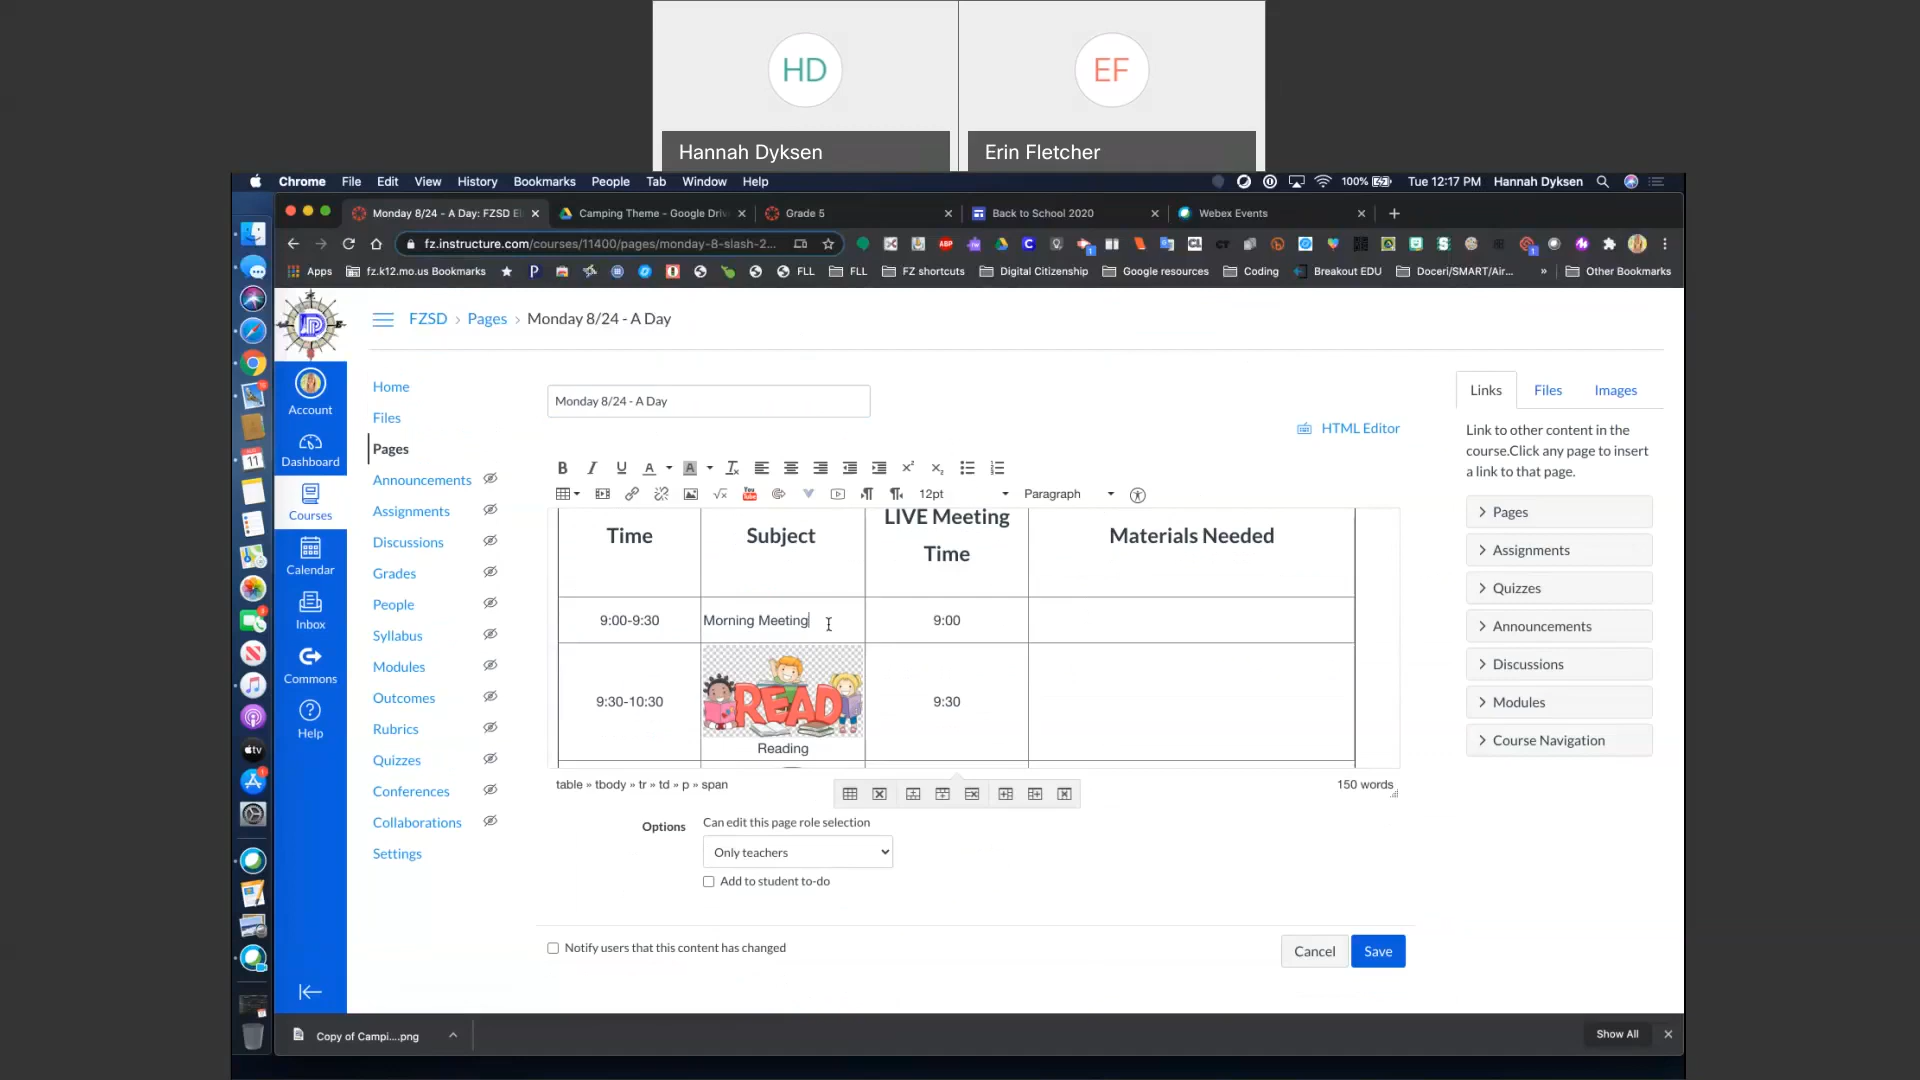 HD
EF
Hannah Dyksen
Erin Fletcher
Chrome File Edit View History Bookmarks People Tab Window Help
100%
Tue 12:17 PM Hannah Dyksen
Monday 8/24 - A Day: FZSD El
Camping Theme - Google Driv
Grade 5
Back to School 2020
Webex Events
fz.instructure.com/courses/11400/pages/monday-8-slash-2...
Apps
fz.k12.mo.us Bookmarks
FLL
FLL
FZ shortcuts
Digital Citizenship
Google resources
Coding
Breakout EDU
Doceri/SMART/Air...
»
Other Bookmarks
FZSD › Pages › Monday 8/24 - A Day
Account
Dashboard
Courses
Calendar
Inbox
Commons
Help
Home
Files
Pages
Announcements
Assignments
Discussions
Grades
People
Syllabus
Modules
Outcomes
Rubrics
Quizzes
Conferences
Collaborations
Settings
Monday 8/24 - A Day
HTML Editor
12pt
Paragraph
Time
Subject
LIVE Meeting
Time
Materials Needed
9:00-9:30
Morning Meeting
9:00
9:30-10:30
READ
Reading
9:30
table » tbody » tr » td » p » span
150 words
Options
Can edit this page role selection
Only teachers
Add to student to-do
Notify users that this content has changed
Cancel
Save
Links
Files
Images
Link to other content in the
course.Click any page to insert
a link to that page.
Pages
Assignments
Quizzes
Announcements
Discussions
Modules
Course Navigation
Copy of Campi....png
Show All